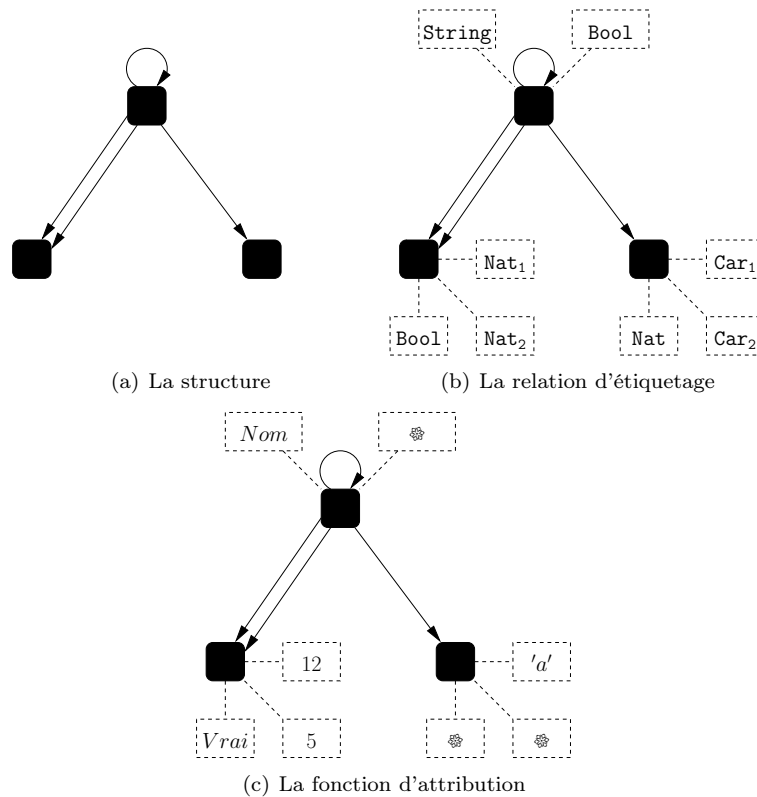 String Bool
Nat₁ Car₁
Bool Nat₂ Nat Car₂
(a) La structure (b) La relation d'étiquetage
Nom ❀
12 'a'
Vrai 5 ❀ ❀
(c) La fonction d'attribution